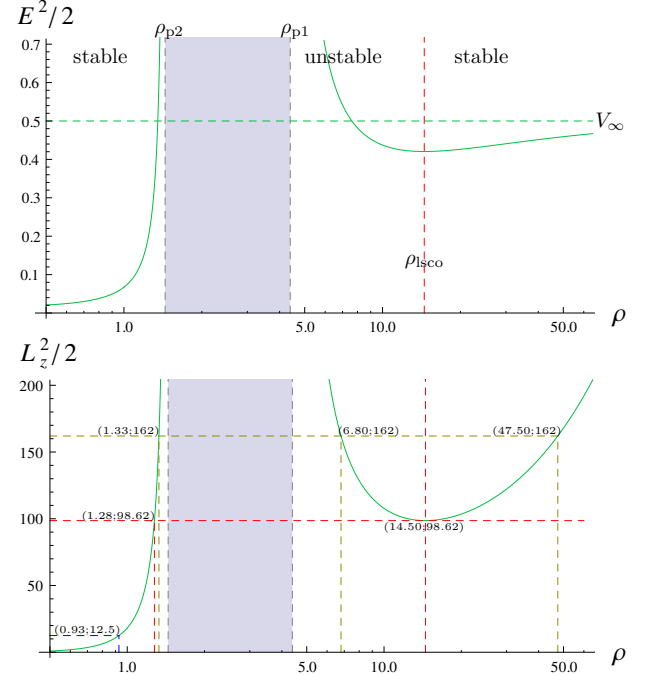 E²/2
ρp2 ρp1
0.7
stable unstable stable
0.6
0.5 V∞
0.4
0.3
0.2
ρlsco
0.1
1.0 5.0 10.0 50.0 ρ
L_z²/2
200
(1.33;162) (6.80;162) (47.50;162)
150
(1.28;98.62)
100
(14.50;98.62)
50
(0.93;12.5)
1.0 5.0 10.0 50.0 ρ